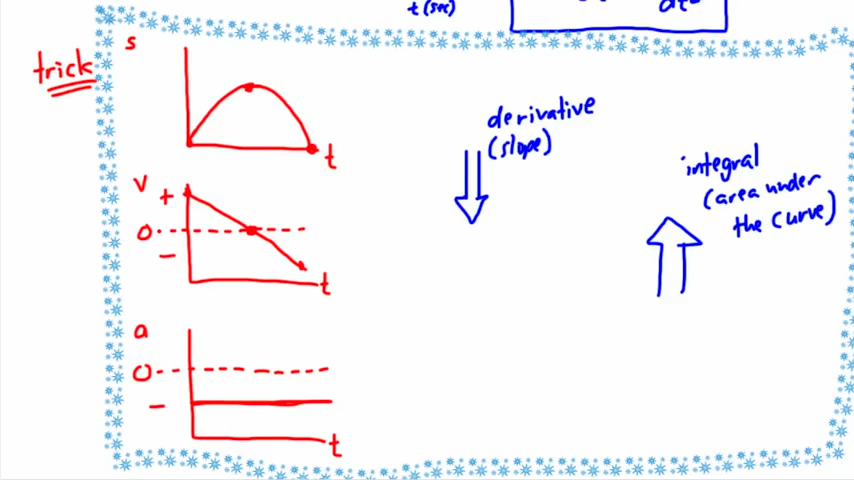 t (sec)
trick
s
t
derivative
(slope)
integral
(area under
the curve)
v
+
0
−
t
a
0
−
t